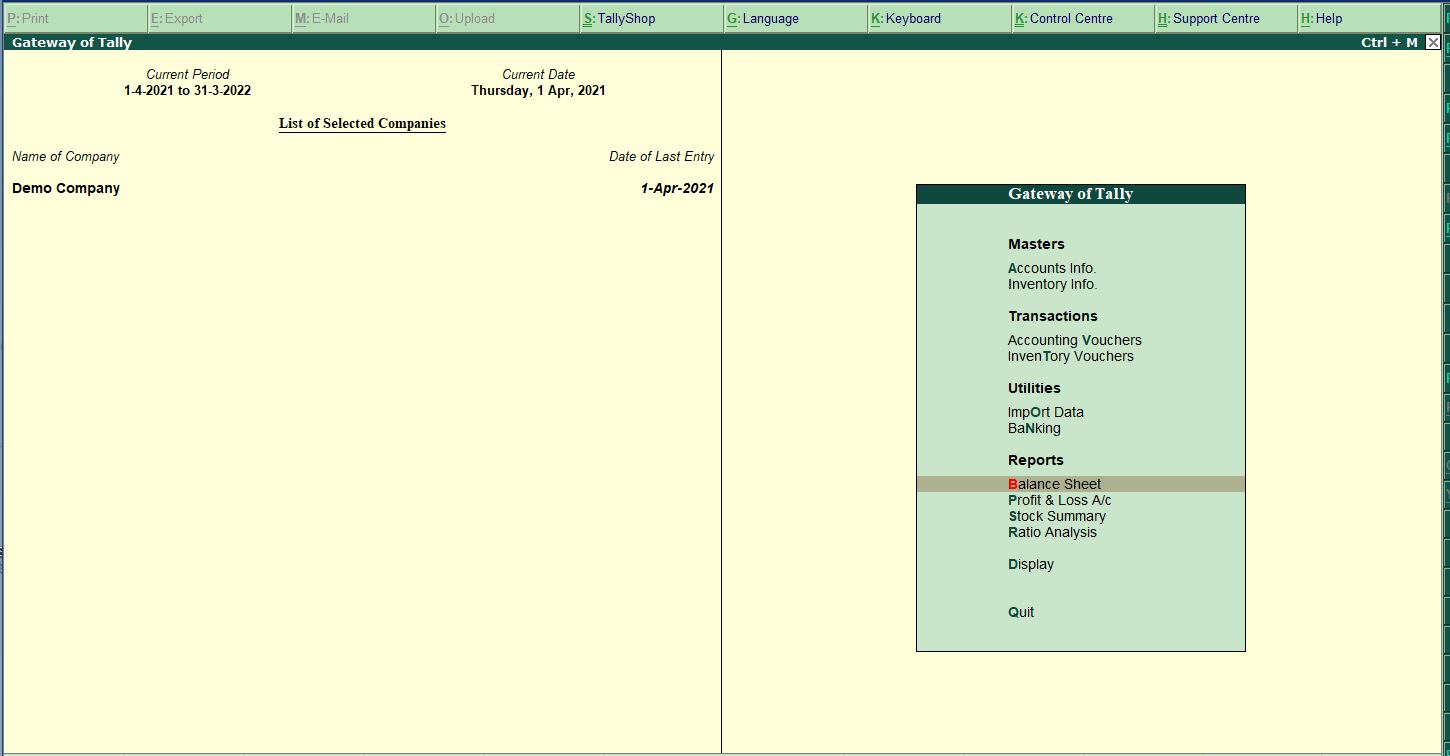 P: Print E: Export M: E-Mail O: Upload S: TallyShop G: Language K: Keyboard K: Control Centre H: Support Centre H: Help
Gateway of Tally Ctrl + M
Current Period Current Date
1-4-2021 to 31-3-2022 Thursday, 1 Apr, 2021
List of Selected Companies
Name of Company Date of Last Entry
Demo Company 1-Apr-2021
Gateway of Tally
Masters
Accounts Info.
Inventory Info.
Transactions
Accounting Vouchers
InvenTory Vouchers
Utilities
ImpOrt Data
BaNking
Reports
Balance Sheet
Profit & Loss A/c
Stock Summary
Ratio Analysis
Display
Quit